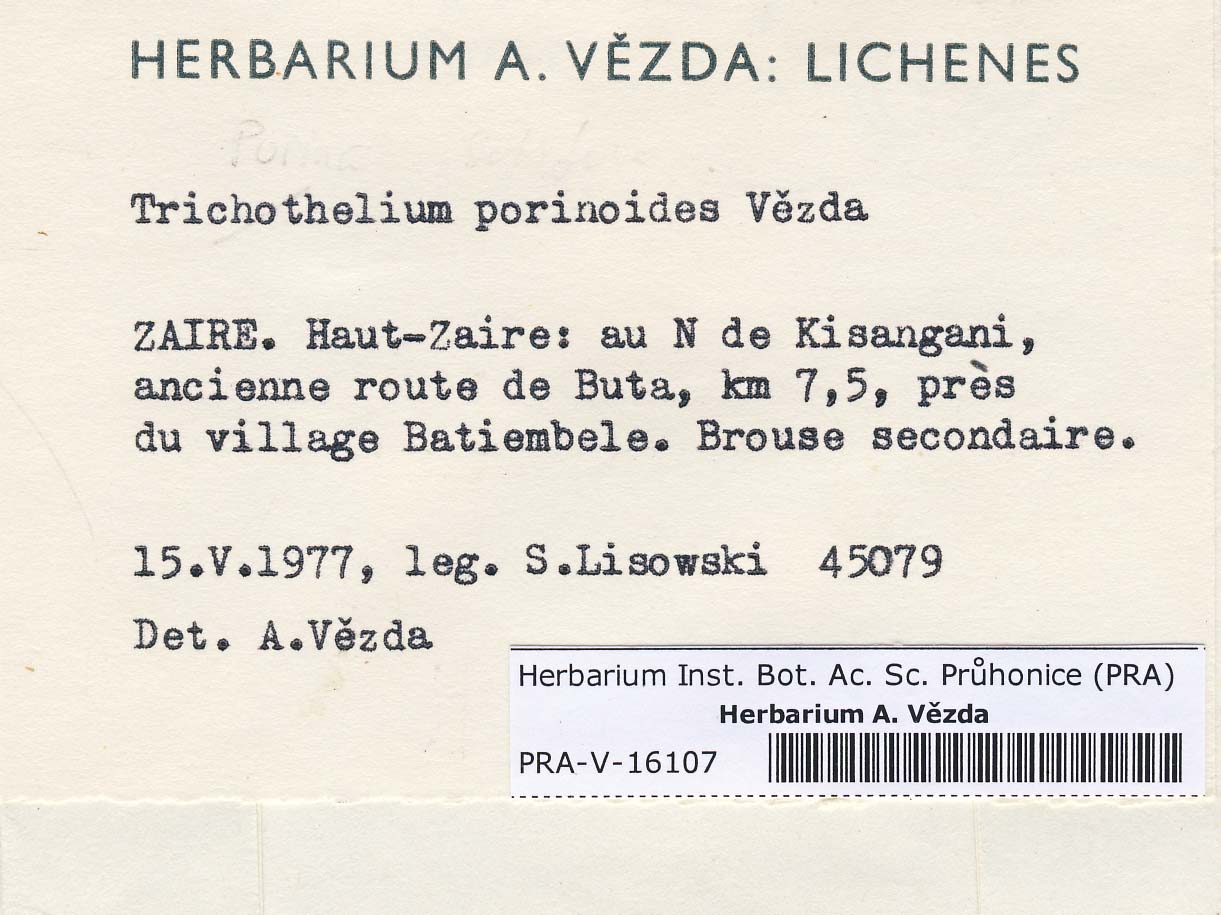 HERBARIUM A. VĚZDA: LICHENES
Trichothelium porinoides Vězda
ZAIRE. Haut-Zaire: au N de Kisangani,
ancienne route de Buta, km 7,5, près
du village Batiembele. Brouse secondaire.
15.V.1977, leg. S.Lisowski 45079
Det. A.Vězda
Herbarium Inst. Bot. Ac. Sc. Průhonice (PRA)
Herbarium A. Vězda
PRA-V-16107